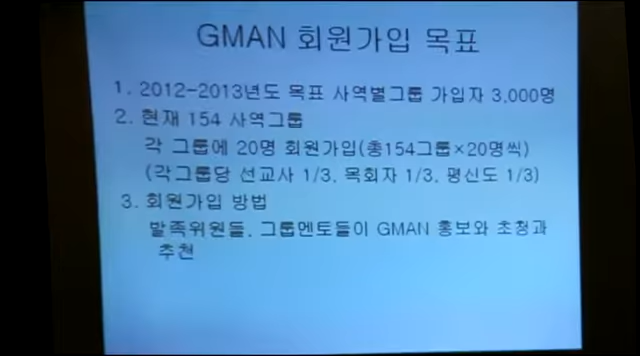 GMAN 회원가입 목표
1. 2012-2013년도 목표 사역별그룹 가입자 3,000명
2. 현재 154 사역그룹
각 그룹에 20명 회원가입(총154그룹×20명씩)
(각그룹당 선교사 1/3, 목회자 1/3, 평신도 1/3)
3. 회원가입 방법
발족위원들, 그룹멘토들이 GMAN 홍보와 초청과
추천